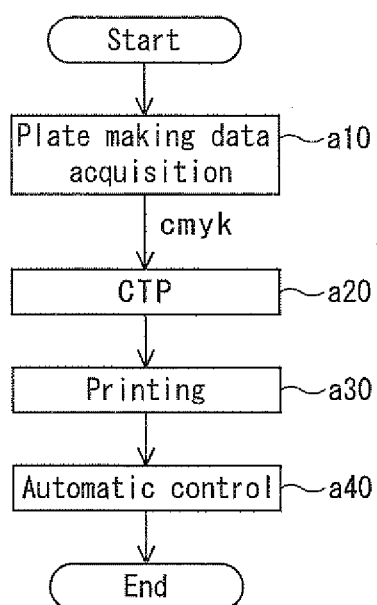 Start
Plate making data
acquisition
a10
cmyk
CTP
a20
Printing
a30
Automatic control
a40
End